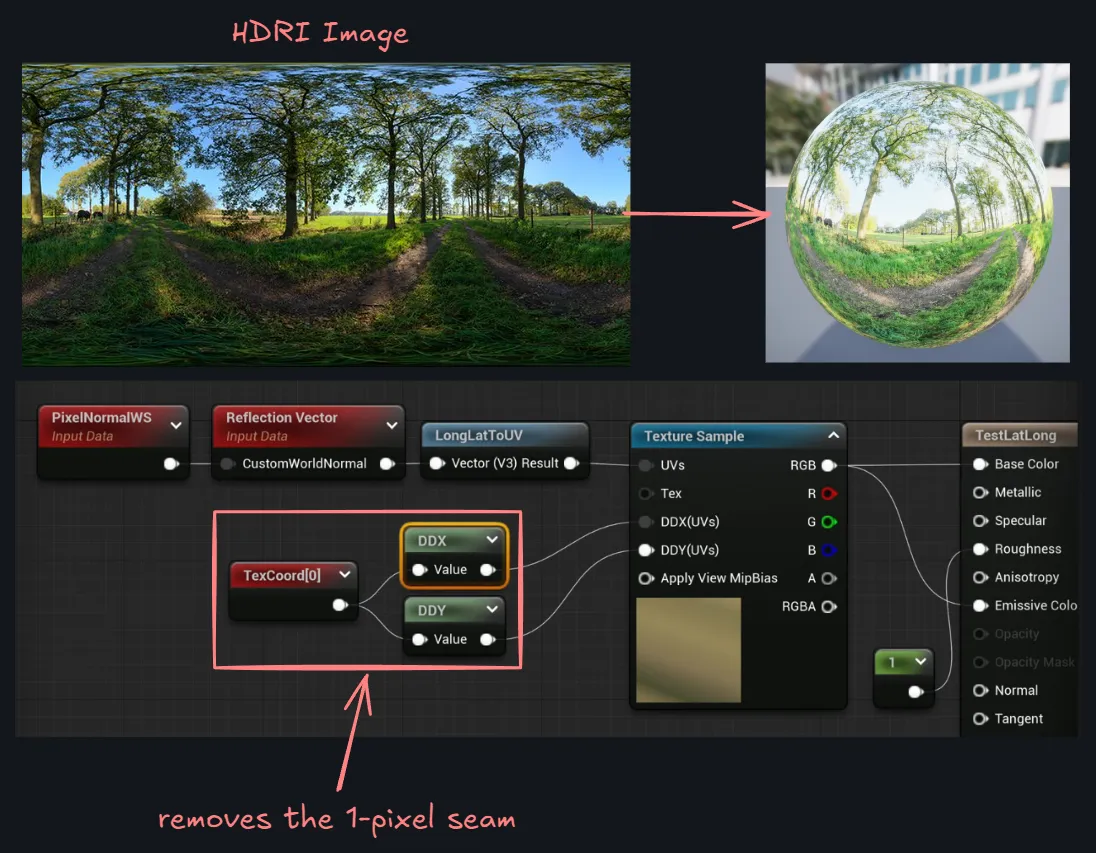 HDRI Image
PixelNormalWS
Input Data
Reflection Vector
Input Data
CustomWorldNormal
LongLatToUV
Vector (V3) Result
Texture Sample
UVs RGB
Tex R
DDX(UVs) G
DDY(UVs) B
Apply View MipBias A
RGBA
TestLatLong
Base Color
Metallic
Specular
Roughness
Anisotropy
Emissive Colo
Opacity
Opacity Mask
Normal
Tangent
TexCoord[0]
DDX
Value
DDY
Value
1
removes the 1-pixel seam